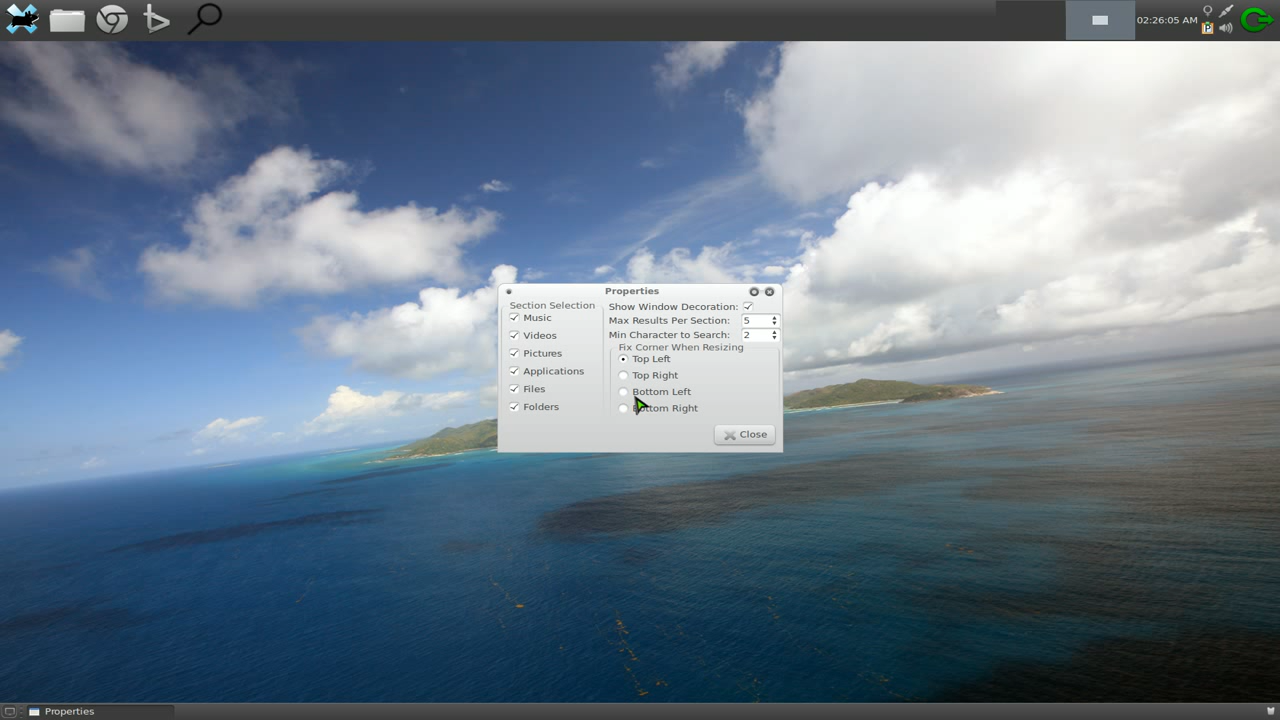 02:26:05 AM
P
Properties
Section Selection
Music
Videos
Pictures
Applications
Files
Folders
Show Window Decoration:
Max Results Per Section: 5
Min Character to Search: 2
Fix Corner When Resizing
Top Left
Top Right
Bottom Left
Bottom Right
Close
Properties